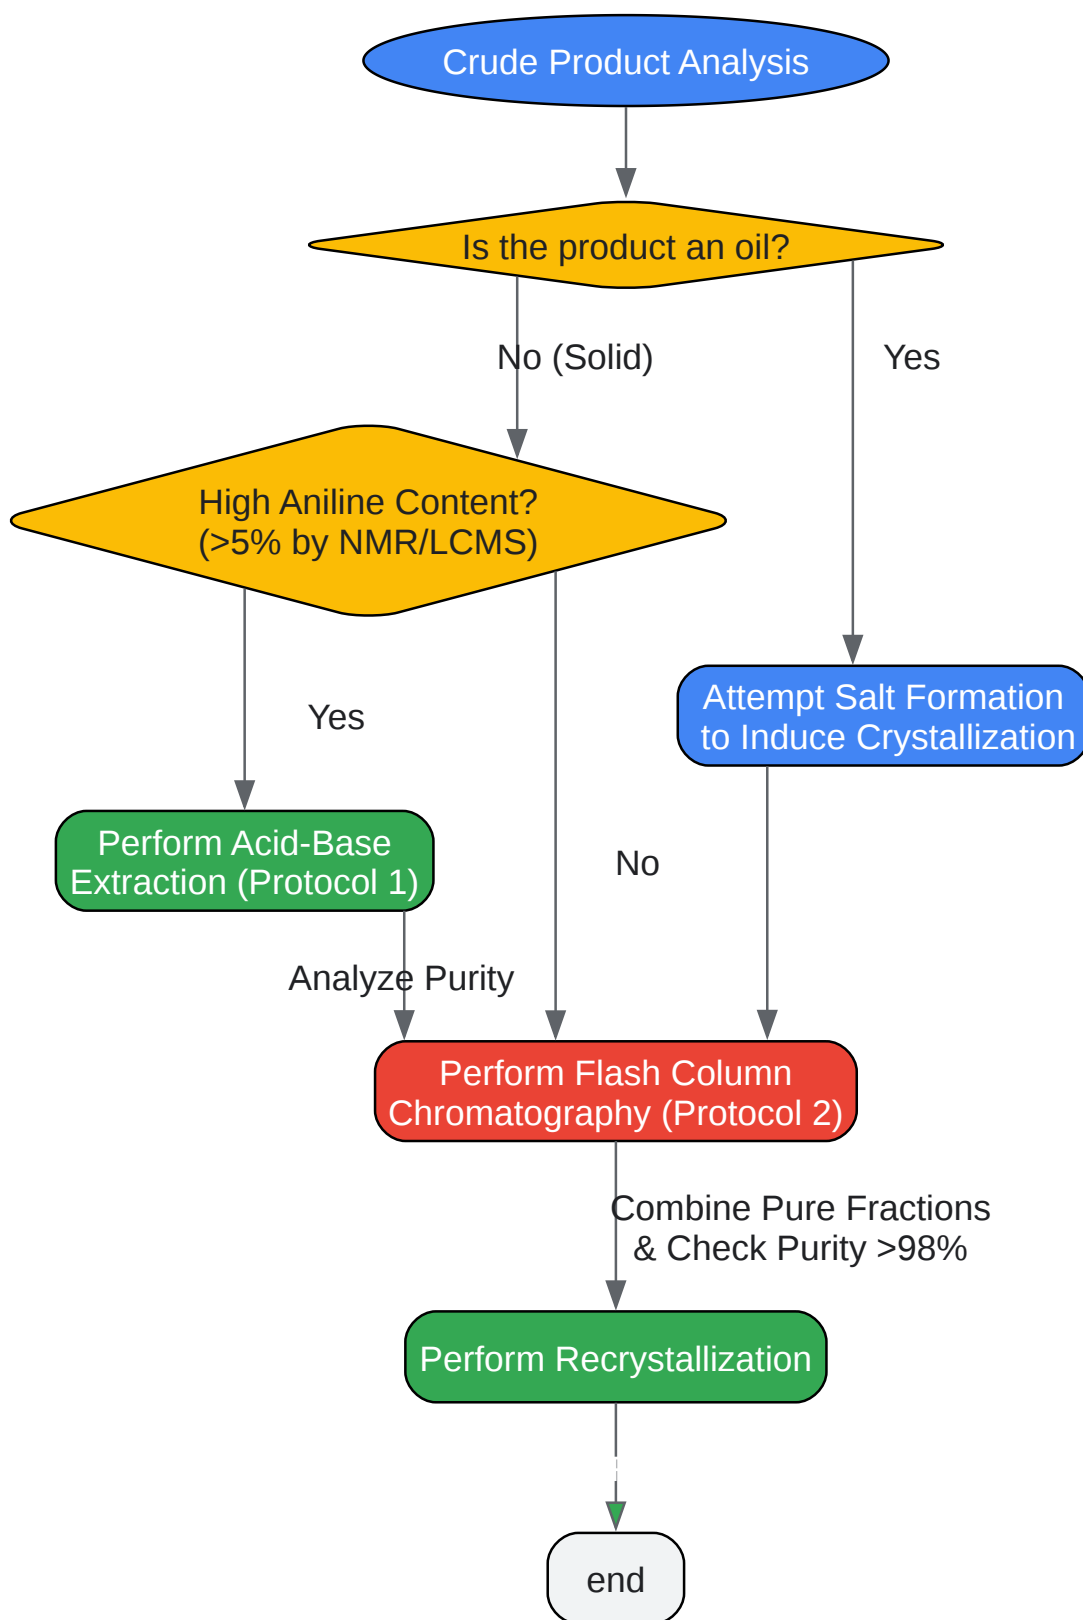 Crude Product Analysis
Is the product an oil?
No (Solid)
Yes
High Aniline Content?
(>5% by NMR/LCMS)
Attempt Salt Formation
to Induce Crystallization
Yes
Perform Acid-Base
Extraction (Protocol 1)
No
Analyze Purity
Perform Flash Column
Chromatography (Protocol 2)
Combine Pure Fractions
& Check Purity >98%
Perform Recrystallization
end